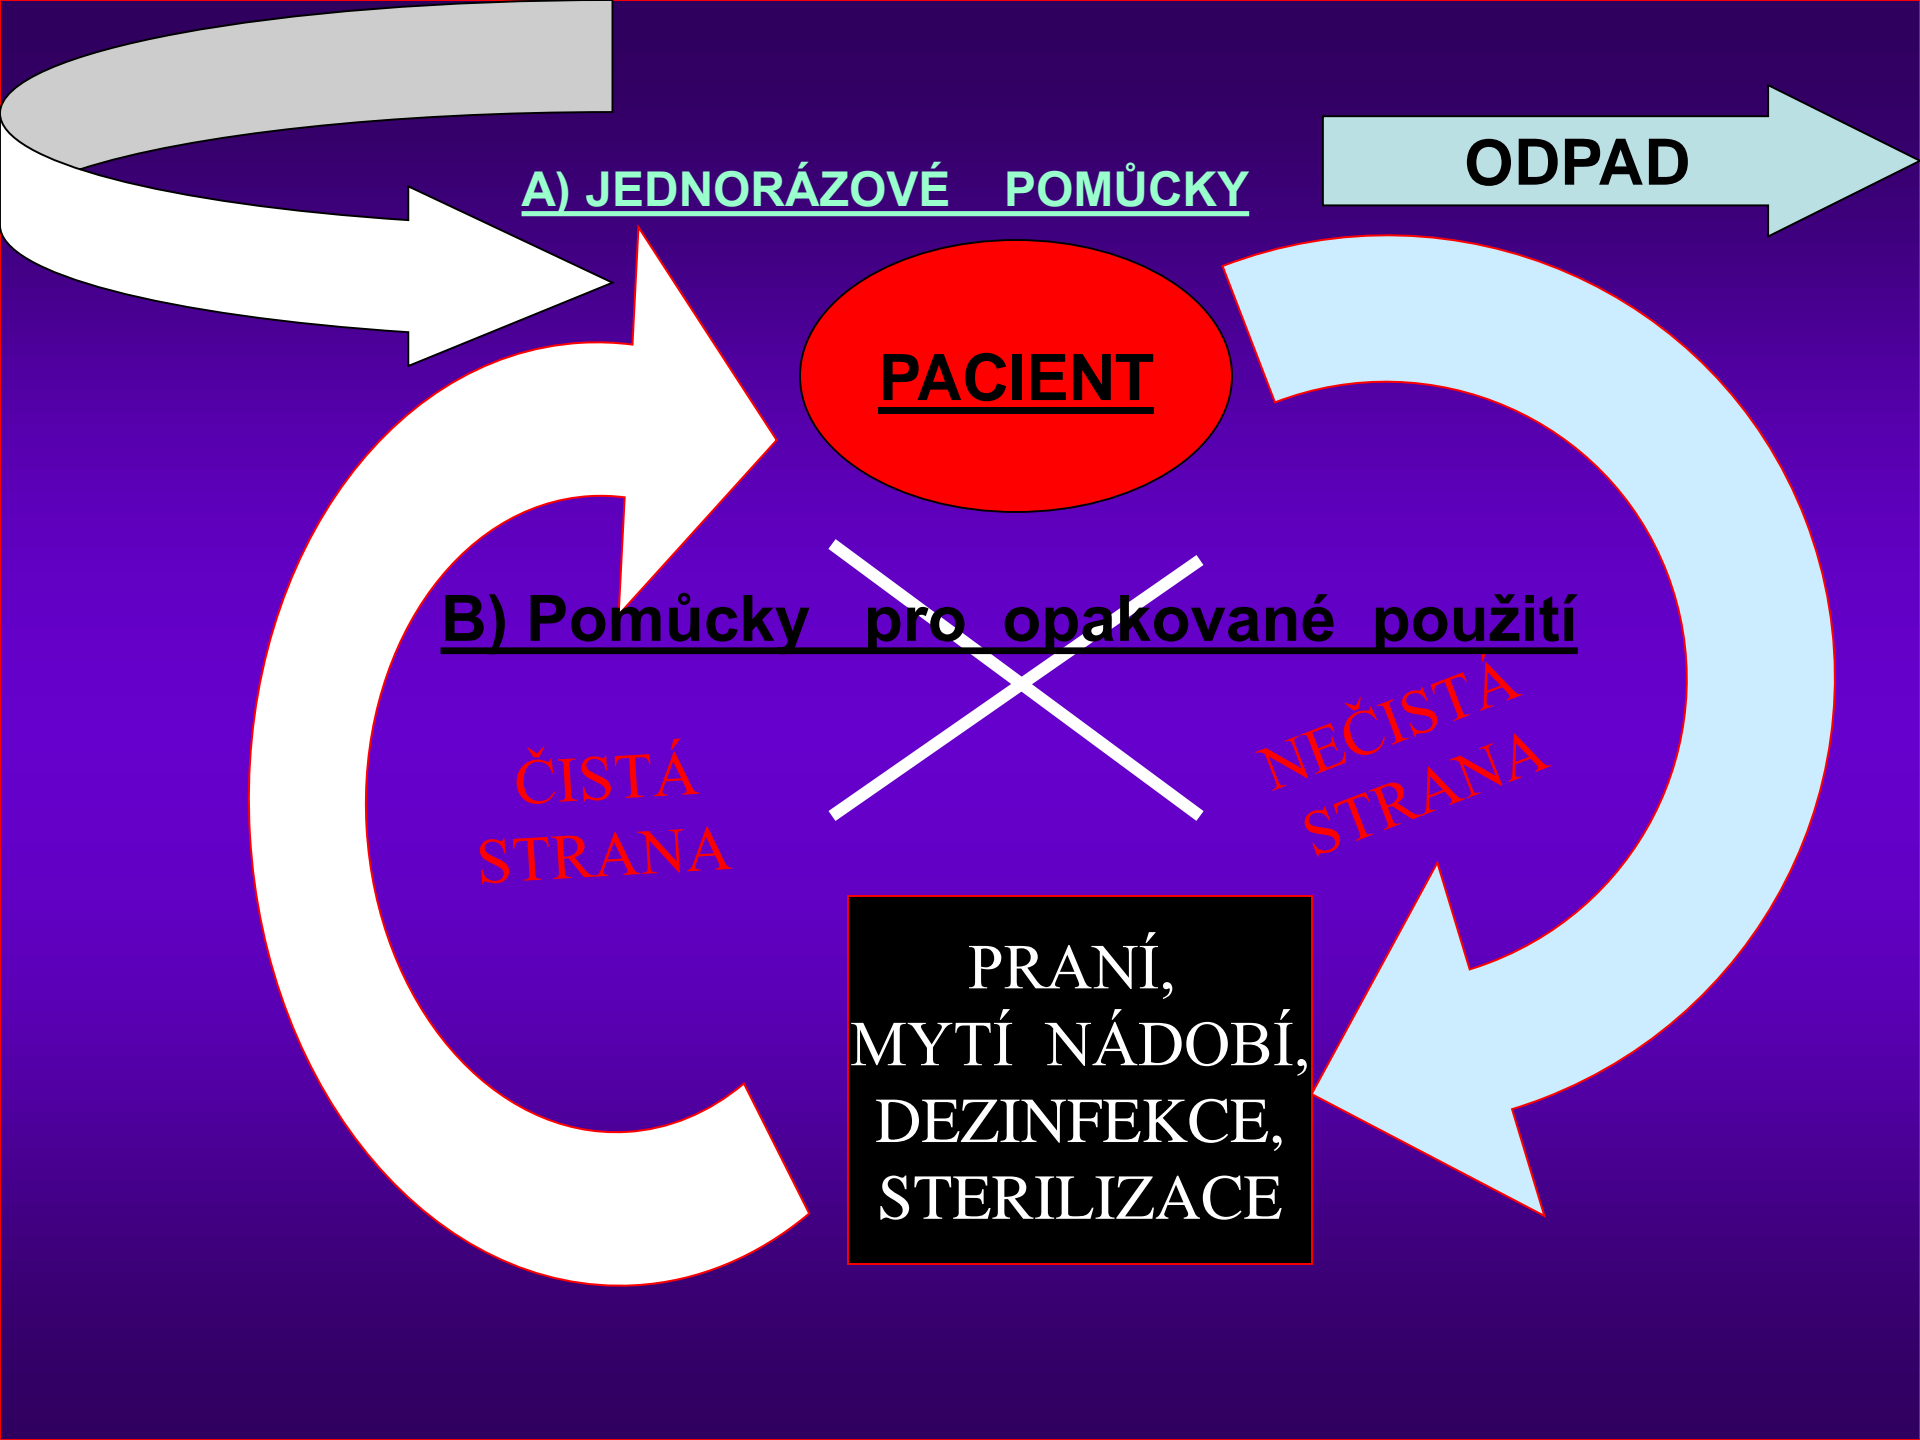 ODPAD
A) JEDNORÁZOVÉ POMŮCKY
PACIENT
B) Pomůcky pro opakované použití
ČISTÁ
STRANA
NEČISTÁ
STRANA
PRANÍ,
MYTÍ NÁDOBÍ,
DEZINFEKCE,
STERILIZACE